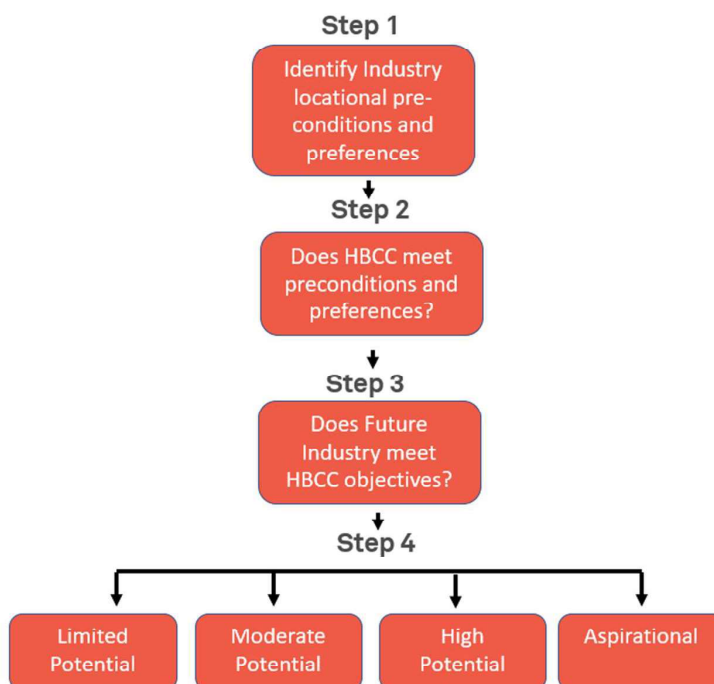 Step 1
Identify Industry
locational pre-
conditions and
preferences
Step 2
Does HBCC meet
preconditions and
preferences?
Step 3
Does Future
Industry meet
HBCC objectives?
Step 4
Limited
Potential
Moderate
Potential
High
Potential
Aspirational